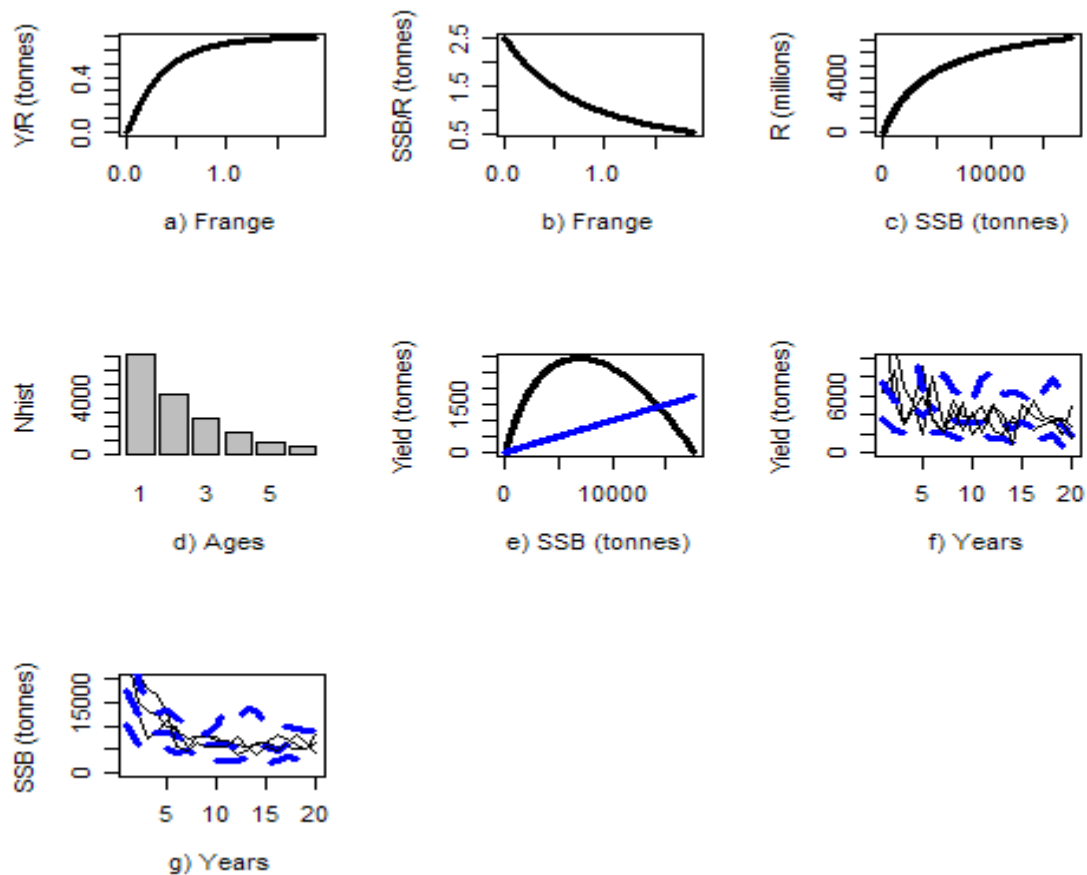 Y/R (tonnes)
0.0 0.4
0.0 1.0
a) Frange
SSB/R (tonnes)
0.5 1.5 2.5
0.0 1.0
b) Frange
R (millions)
0 4000
0 10000
c) SSB (tonnes)
Nhist
0 4000
1 3 5
d) Ages
Yield (tonnes)
0 1500
0 10000
e) SSB (tonnes)
Yield (tonnes)
0 6000
5 10 15 20
f) Years
SSB (tonnes)
0 15000
5 10 15 20
g) Years